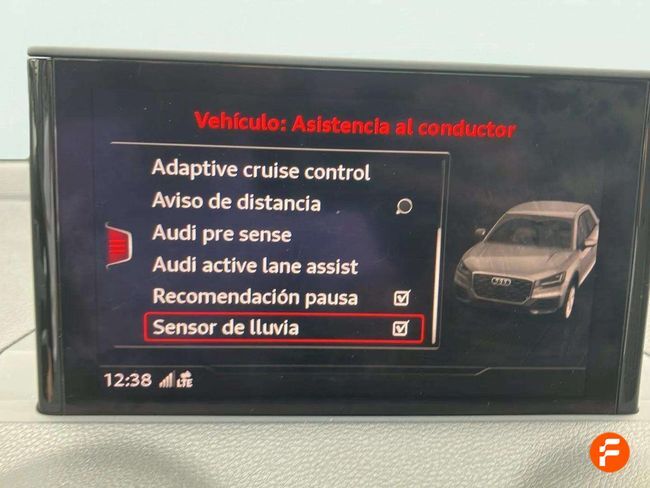 Vehículo: Asistencia al conductor
Adaptive cruise control
Aviso de distancia
Audi pre sense
Audi active lane assist
Recomendación pausa
Sensor de lluvia
12:38 LTE